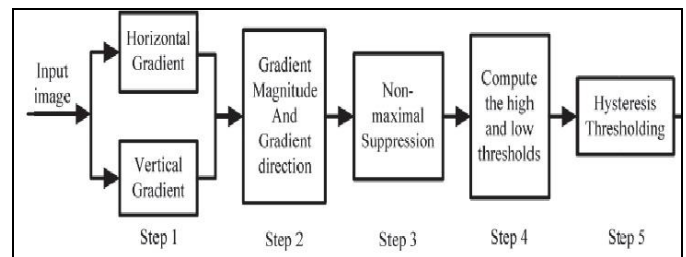 Input
image
Horizontal
Gradient
Vertical
Gradient
Gradient
Magnitude
And
Gradient
direction
Non-
maximal
Suppression
Compute
the high
and low
thresholds
Hysteresis
Thresholding
Step 1
Step 2
Step 3
Step 4
Step 5